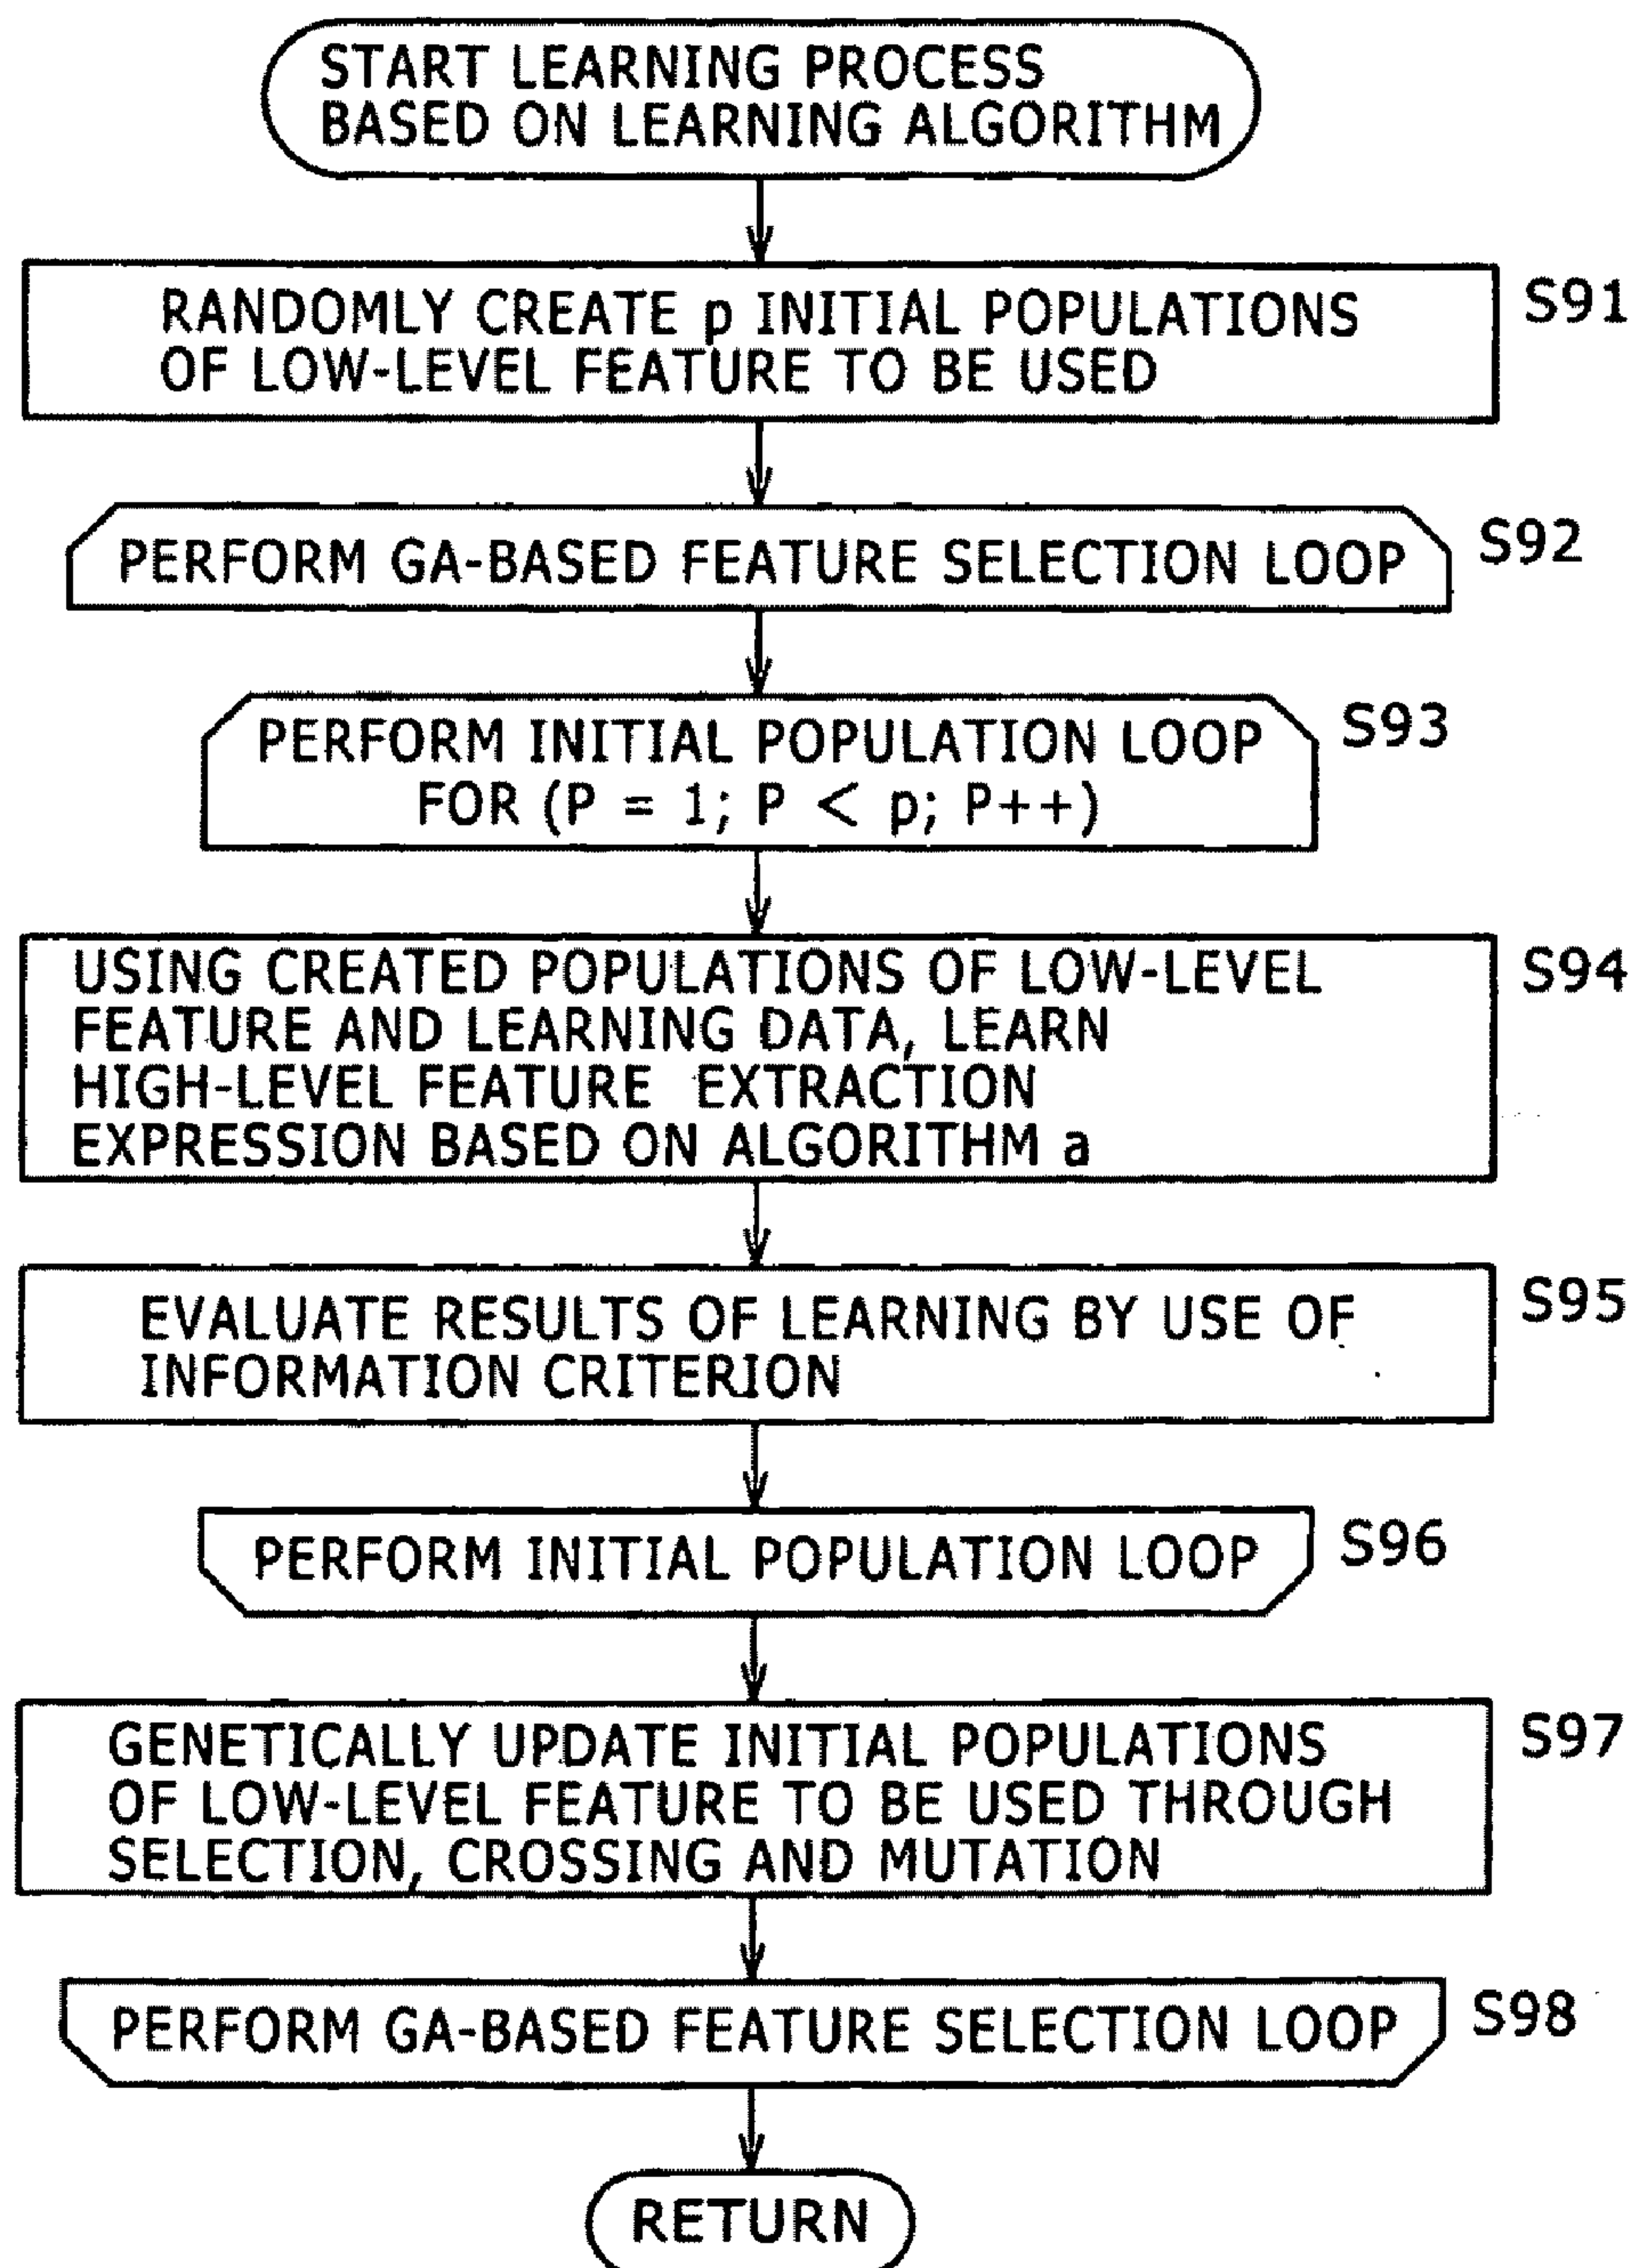 START LEARNING PROCESS
BASED ON LEARNING ALGORITHM
RANDOMLY CREATE p INITIAL POPULATIONS
OF LOW-LEVEL FEATURE TO BE USED
S91
PERFORM GA-BASED FEATURE SELECTION LOOP
S92
PERFORM INITIAL POPULATION LOOP
FOR (P = 1; P < p; P++)
S93
USING CREATED POPULATIONS OF LOW-LEVEL
FEATURE AND LEARNING DATA, LEARN
HIGH-LEVEL FEATURE EXTRACTION
EXPRESSION BASED ON ALGORITHM a
S94
EVALUATE RESULTS OF LEARNING BY USE OF
INFORMATION CRITERION
S95
PERFORM INITIAL POPULATION LOOP
S96
GENETICALLY UPDATE INITIAL POPULATIONS
OF LOW-LEVEL FEATURE TO BE USED THROUGH
SELECTION, CROSSING AND MUTATION
S97
PERFORM GA-BASED FEATURE SELECTION LOOP
S98
RETURN